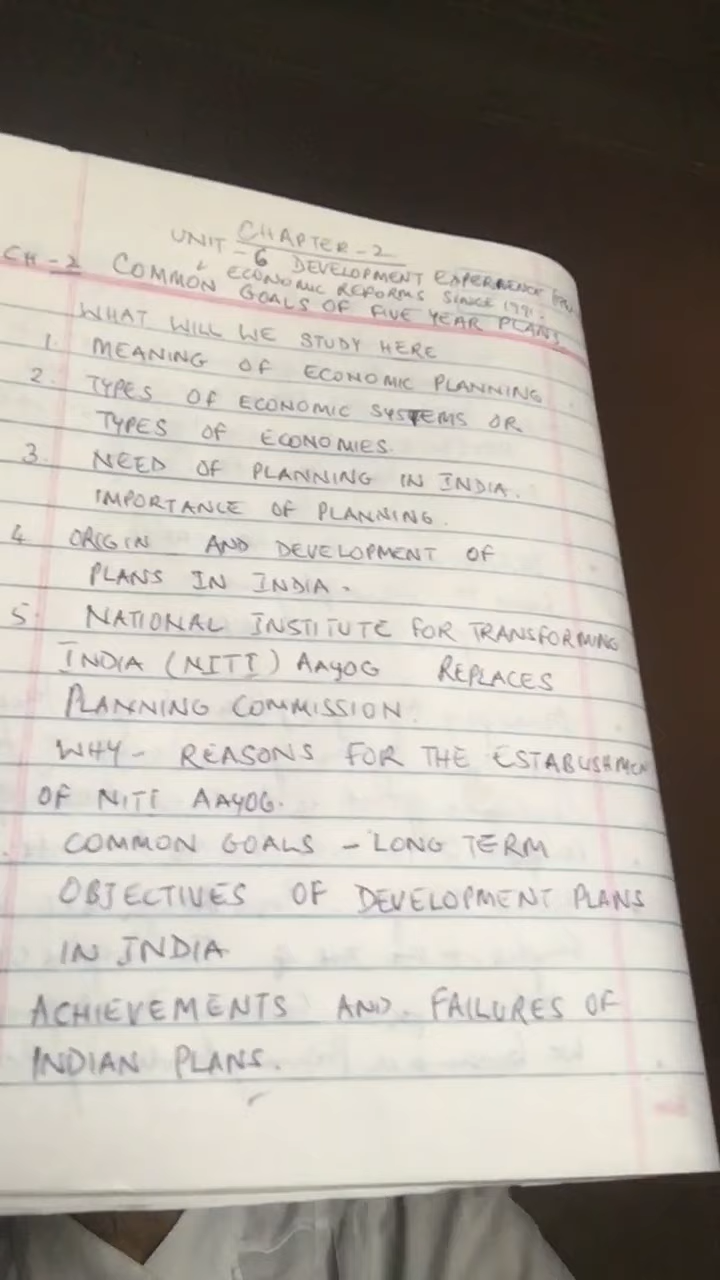 CHAPTER-2
UNIT-6 DEVELOPMENT EXPERIENCE
& ECONOMIC REFORMS SINCE 1991.
CH-2 COMMON GOALS OF FIVE YEAR PLANS
WHAT WILL WE STUDY HERE
1. MEANING OF ECONOMIC PLANNING
2. TYPES OF ECONOMIC SYSTEMS OR
TYPES OF ECONOMIES.
3. NEED OF PLANNING IN INDIA.
IMPORTANCE OF PLANNING.
4 ORIGIN AND DEVELOPMENT OF
PLANS IN INDIA.
5. NATIONAL INSTITUTE FOR TRANSFORMING
INDIA (NITI) AAYOG REPLACES
PLANNING COMMISSION.
WHY- REASONS FOR THE ESTABLISHMEN
OF NITI AAYOG.
COMMON GOALS - LONG TERM
OBJECTIVES OF DEVELOPMENT PLANS
IN INDIA
ACHIEVEMENTS AND FAILURES OF
INDIAN PLANS.